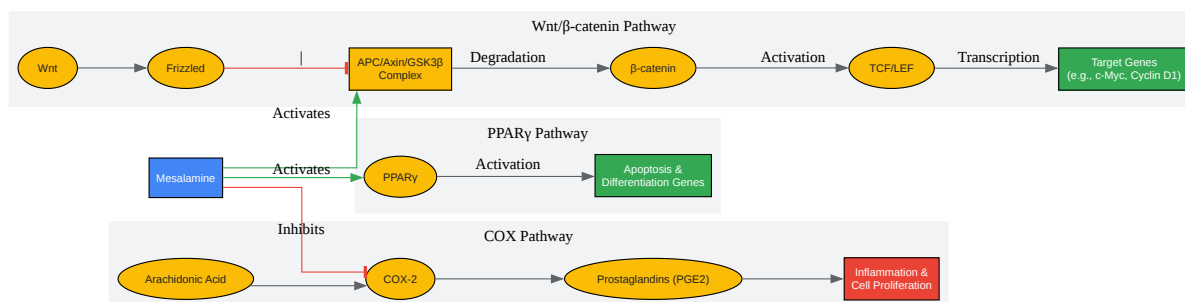 Wnt/β-catenin Pathway
Wnt
Frizzled
|
APC/Axin/GSK3β
Complex
Degradation
β-catenin
Activation
TCF/LEF
Transcription
Target Genes
(e.g., c-Myc, Cyclin D1)
Activates
PPARγ Pathway
Mesalamine
Activates
PPARγ
Activation
Apoptosis &
Differentiation Genes
Inhibits
COX Pathway
Arachidonic Acid
COX-2
Prostaglandins (PGE2)
Inflammation &
Cell Proliferation